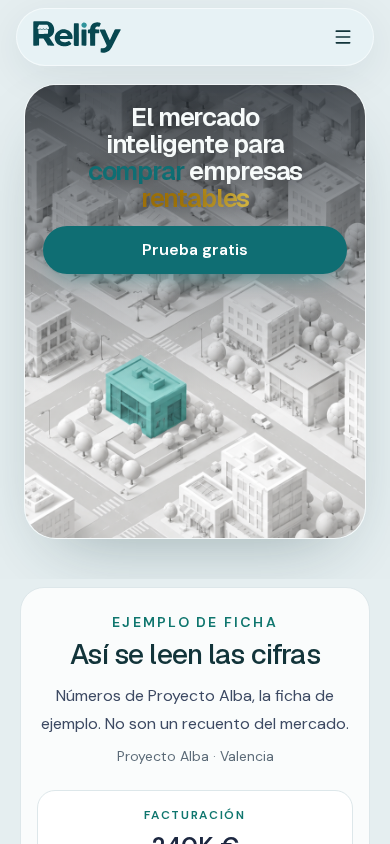 Relify
El mercado
inteligente para
comprar empresas
rentables
Prueba gratis
EJEMPLO DE FICHA
Así se leen las cifras
Números de Proyecto Alba, la ficha de
ejemplo. No son un recuento del mercado.
Proyecto Alba · Valencia
FACTURACIÓN
240K €